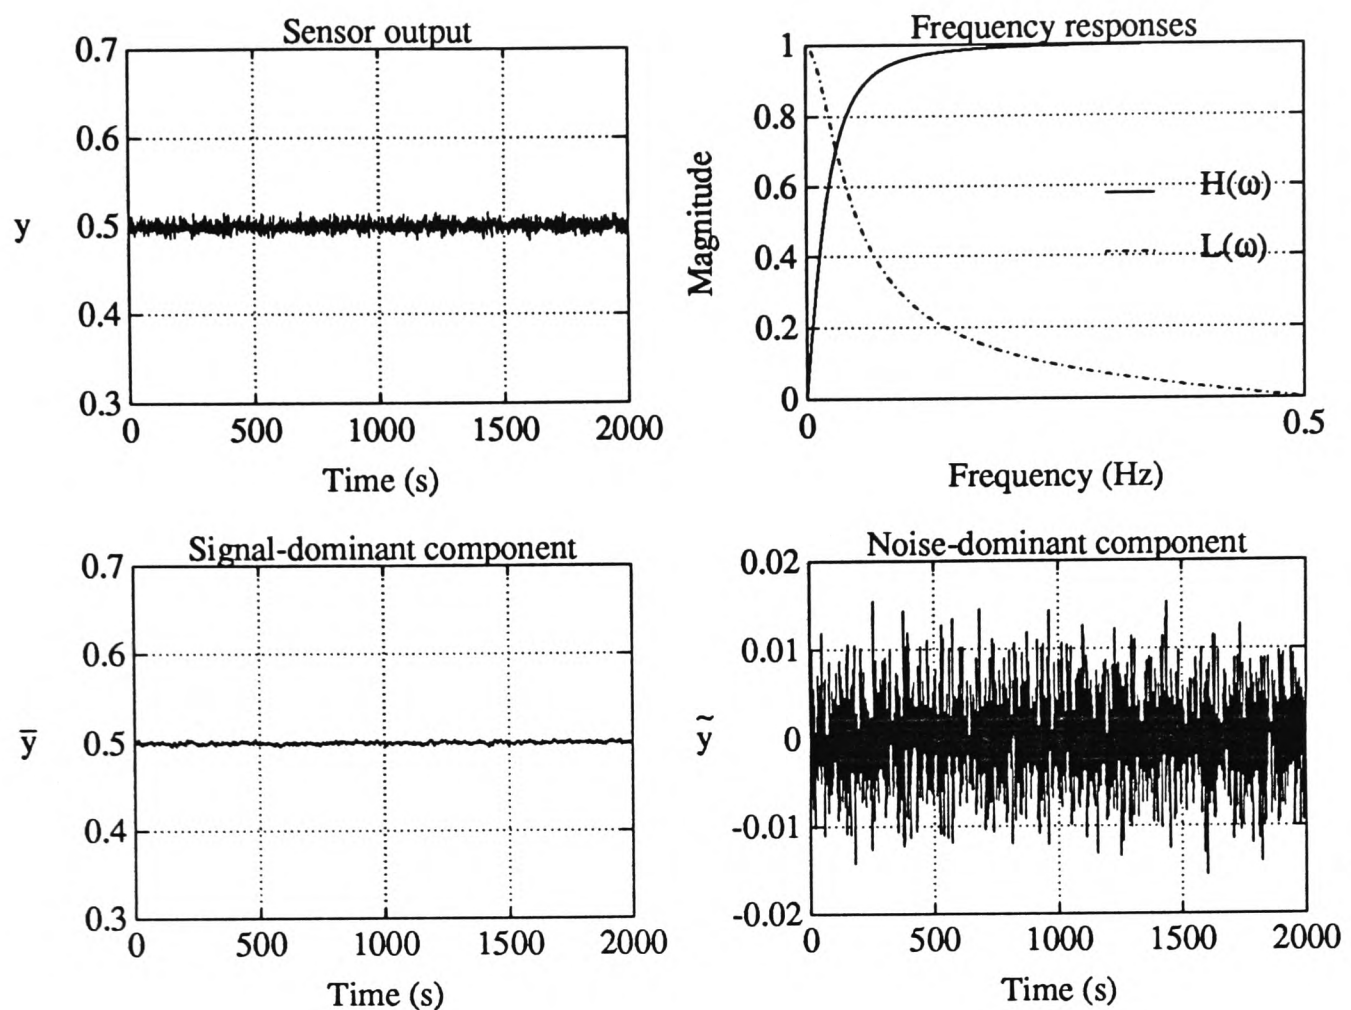 Sensor output
0.7
0.6
y 0.5
0.4
0.3
0 500 1000 1500 2000
Time (s)
Frequency responses
1
0.8
0.6
0.4
0.2
0
Magnitude
H(ω)
L(ω)
0 0.5
Frequency (Hz)
Signal-dominant component
0.7
0.6
ȳ 0.5
0.4
0.3
0 500 1000 1500 2000
Time (s)
Noise-dominant component
0.02
0.01
ỹ 0
-0.01
-0.02
0 500 1000 1500 2000
Time (s)